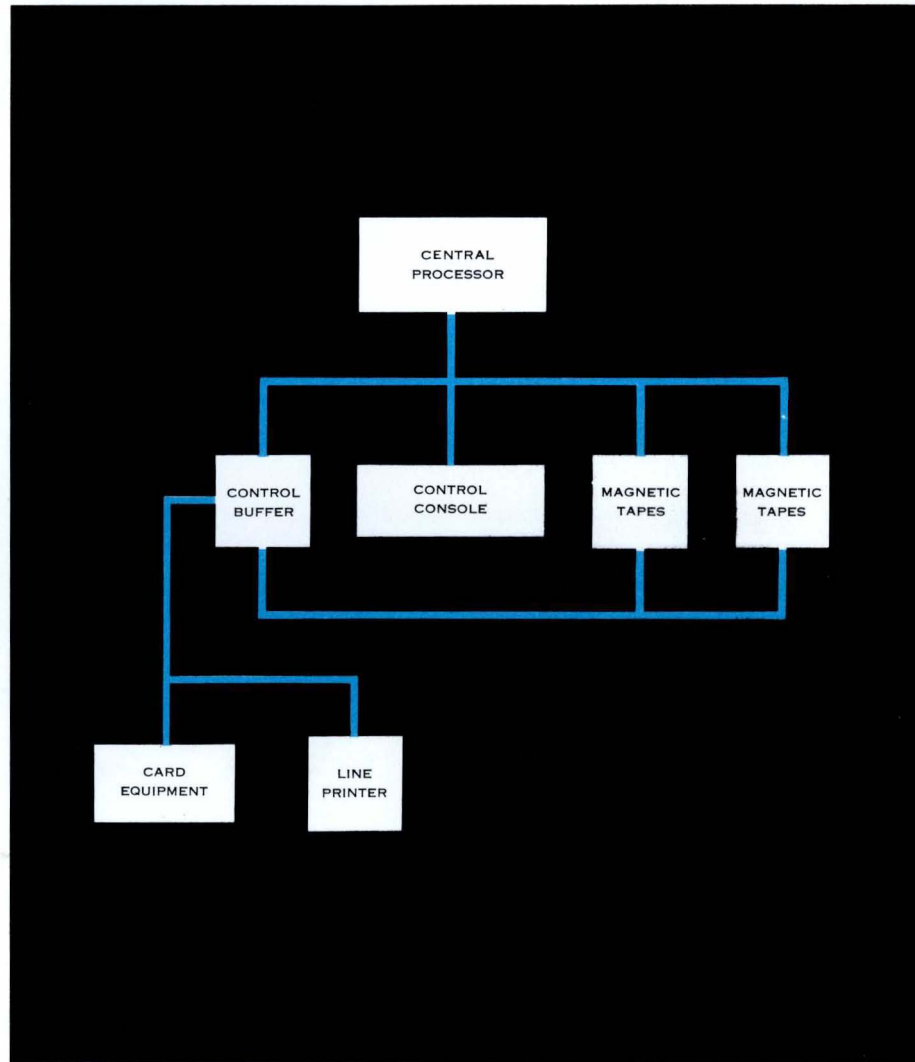 CENTRAL
PROCESSOR
CONTROL
BUFFER
CONTROL
CONSOLE
MAGNETIC
TAPES
MAGNETIC
TAPES
CARD
EQUIPMENT
LINE
PRINTER